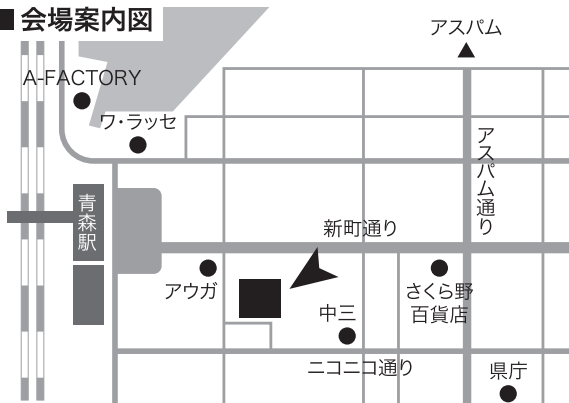 ■ 会場案内図
アスパム
A-FACTORY
ワ・ラッセ
アスパム通り
青森駅
新町通り
アウガ
さくら野
百貨店
中三
ニコニコ通り
県庁